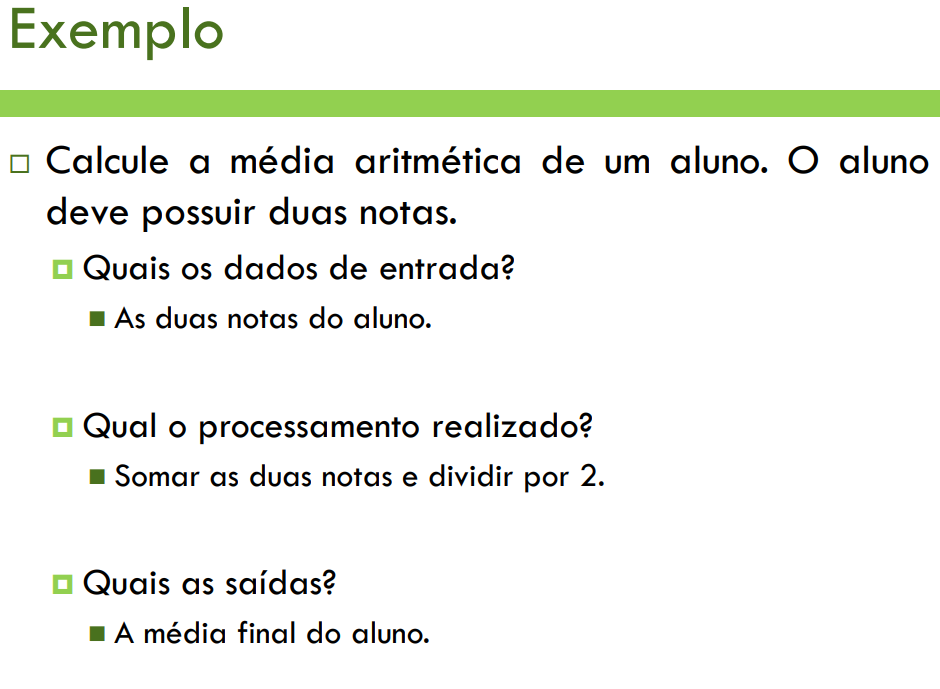 Exemplo
Calcule a média aritmética de um aluno. O aluno
deve possuir duas notas.
Quais os dados de entrada?
As duas notas do aluno.
Qual o processamento realizado?
Somar as duas notas e dividir por 2.
Quais as saídas?
A média final do aluno.